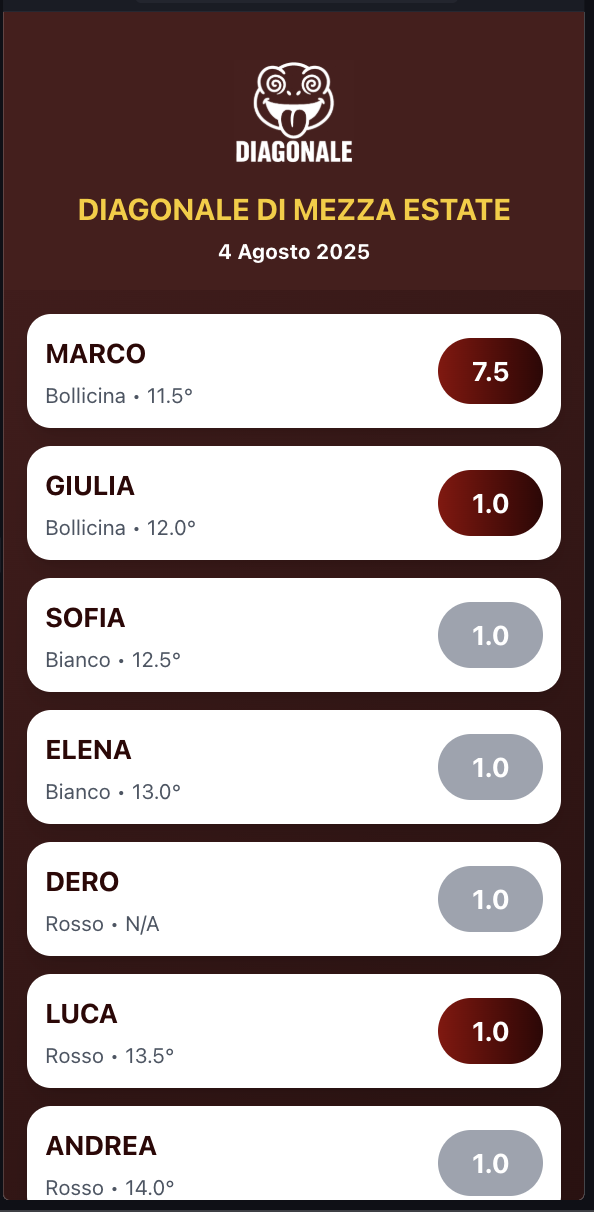 DIAGONALE
DIAGONALE DI MEZZA ESTATE
4 Agosto 2025
MARCO
Bollicina • 11.5°
7.5
GIULIA
Bollicina • 12.0°
1.0
SOFIA
Bianco • 12.5°
1.0
ELENA
Bianco • 13.0°
1.0
DERO
Rosso • N/A
1.0
LUCA
Rosso • 13.5°
1.0
ANDREA
Rosso • 14.0°
1.0